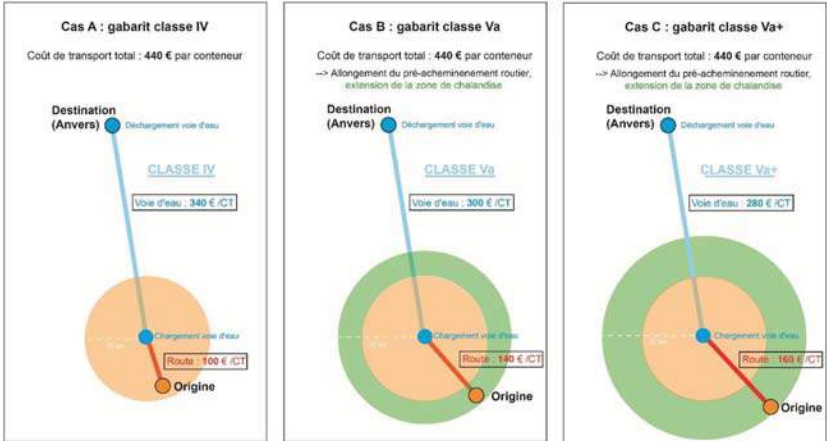 Cas A : gabarit classe IV
Coût de transport total : 440 € par conteneur
Destination
(Anvers)
Déchargement voie d'eau
CLASSE IV
Voie d'eau : 340 € /CT
Chargement voie d'eau
Route : 100 € /CT
Origine
Cas B : gabarit classe Va
Coût de transport total : 440 € par conteneur
--> Allongement du pré-acheminenement routier,
extension de la zone de chalandise
Destination
(Anvers)
Déchargement voie d'eau
CLASSE Va
Voie d'eau : 300 € /CT
Chargement voie d'eau
Route : 140 € /CT
Origine
Cas C : gabarit classe Va+
Coût de transport total : 440 € par conteneur
--> Allongement du pré-acheminenement routier,
extension de la zone de chalandise
Destination
(Anvers)
Déchargement voie d'eau
CLASSE Va+
Voie d'eau : 280 € /CT
Chargement voie d'eau
Route : 160 € /CT
Origine